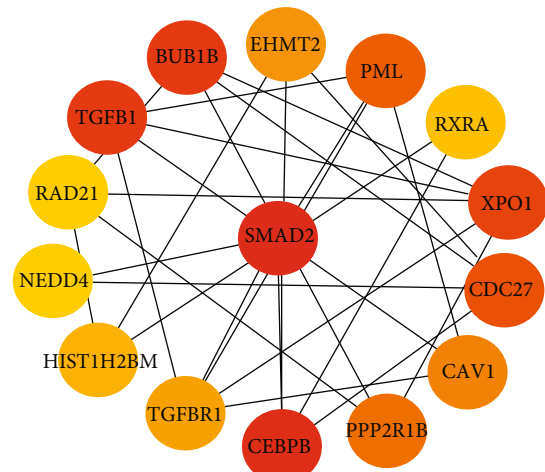 EHMT2
BUB1B
PML
TGFB1
RXRA
RAD21
XPO1
SMAD2
NEDD4
CDC27
HIST1H2BM
CAV1
TGFBR1
PPP2R1B
CEBPB